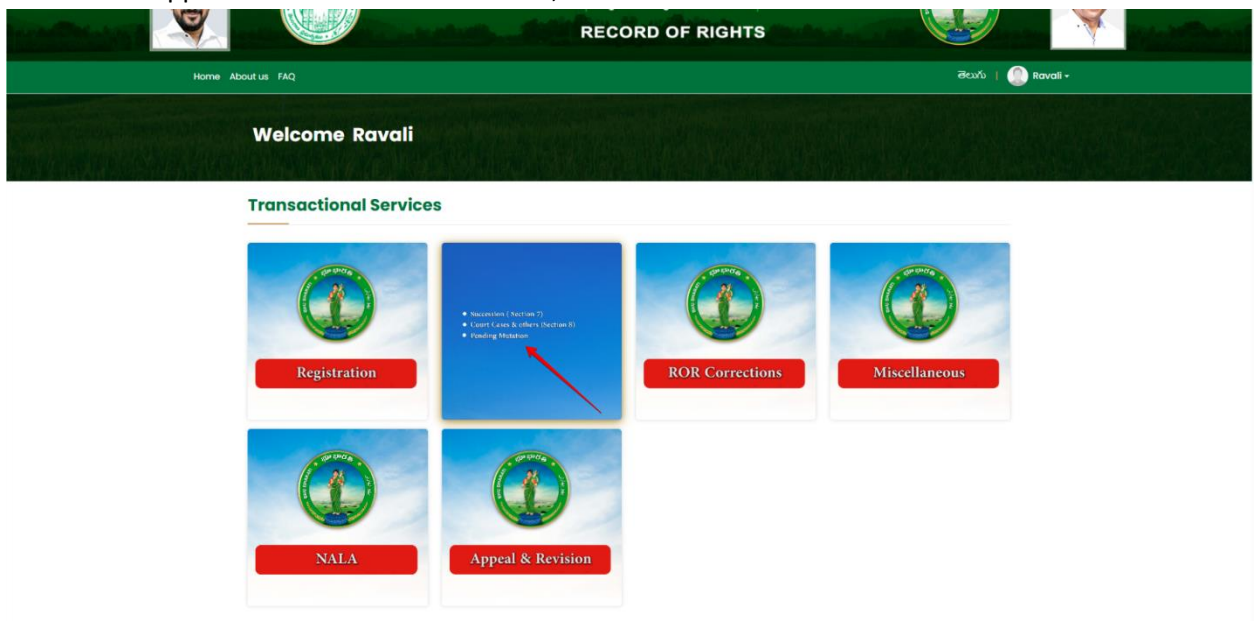 RECORD OF RIGHTS
Home About us FAQ
తెలుగు | Ravali
Welcome Ravali
Transactional Services
• Succession ( Section 7)
• Court Cases & others (Section 8)
• Pending Mutation
Registration
ROR Corrections
Miscellaneous
NALA
Appeal & Revision